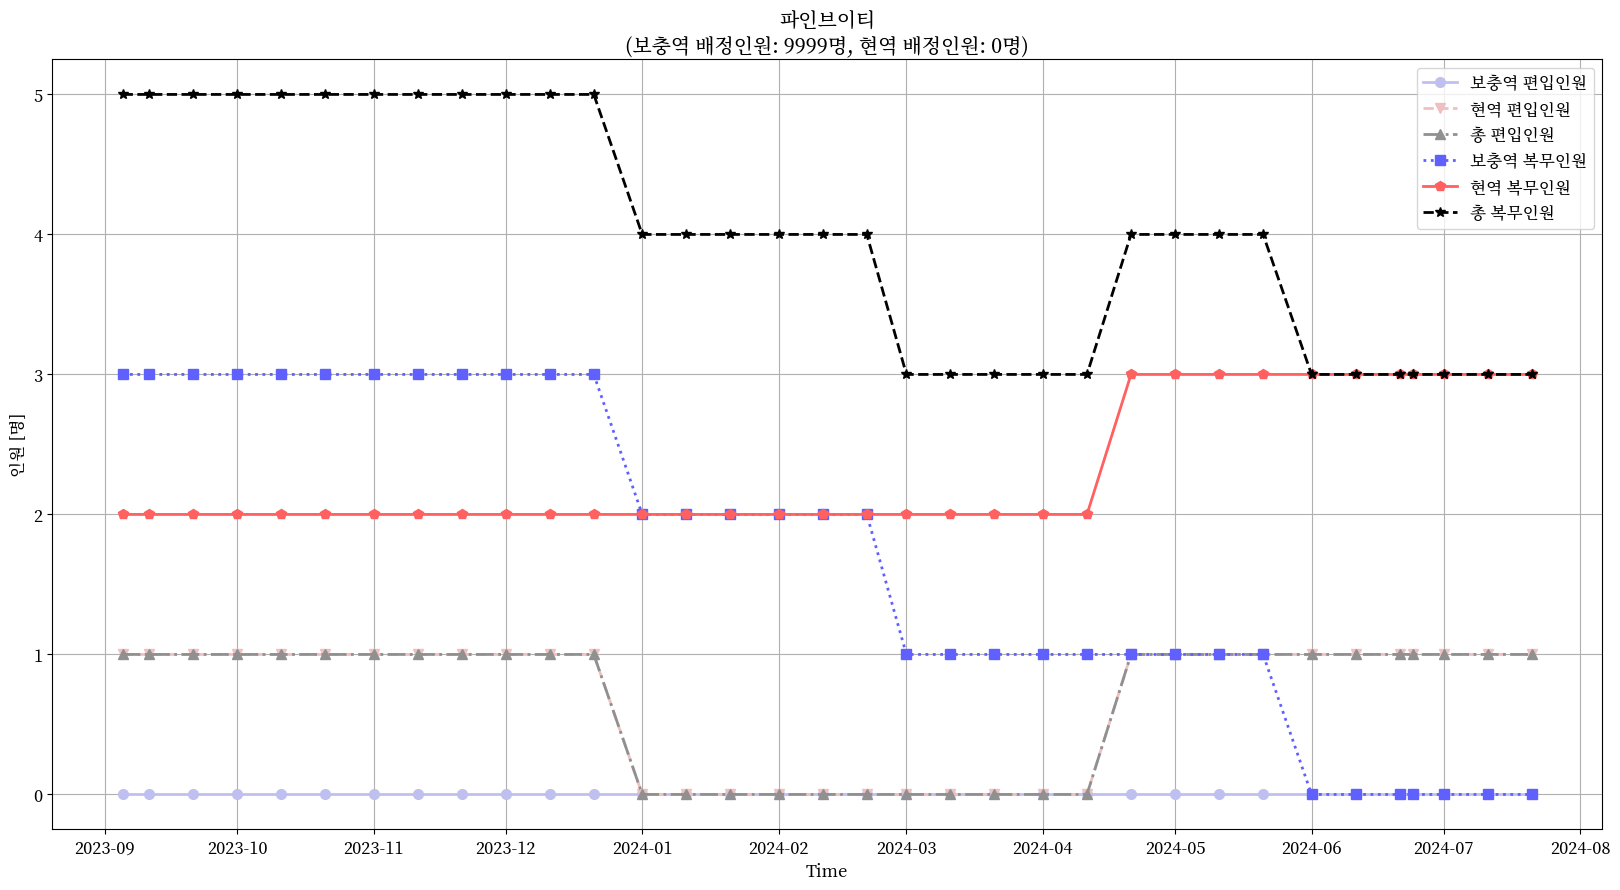 파인브이티
(보충역 배정인원: 9999명, 현역 배정인원: 0명)
보충역 편입인원
현역 편입인원
총 편입인원
보충역 복무인원
현역 복무인원
총 복무인원
인원 [명]
5
4
3
2
1
0
2023-09 2023-10 2023-11 2023-12 2024-01 2024-02 2024-03 2024-04 2024-05 2024-06 2024-07 2024-08
Time